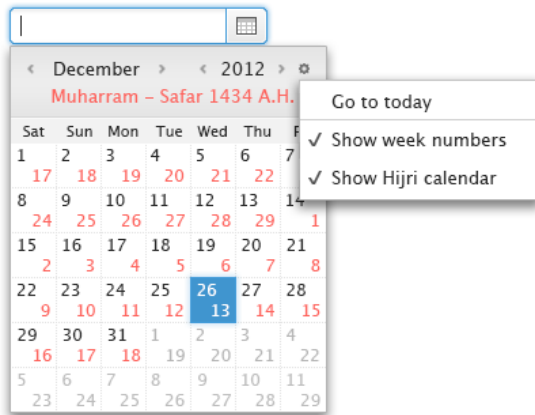 < December > < 2012 >
Muharram – Safar 1434 A.H.
Go to today
✓ Show week numbers
✓ Show Hijri calendar
Sat Sun Mon Tue Wed Thu
1 2 3 4 5 6 7
17 18 19 20 21 22
8 9 10 11 12 13 14
24 25 26 27 28 29 1
15 16 17 18 19 20 21
2 3 4 5 6 7 8
22 23 24 25 26 27 28
9 10 11 12 13 14 15
29 30 31 1 2 3 4
16 17 18 19 20 21 22
5 6 7 8 9 10 11
23 24 25 26 27 28 29